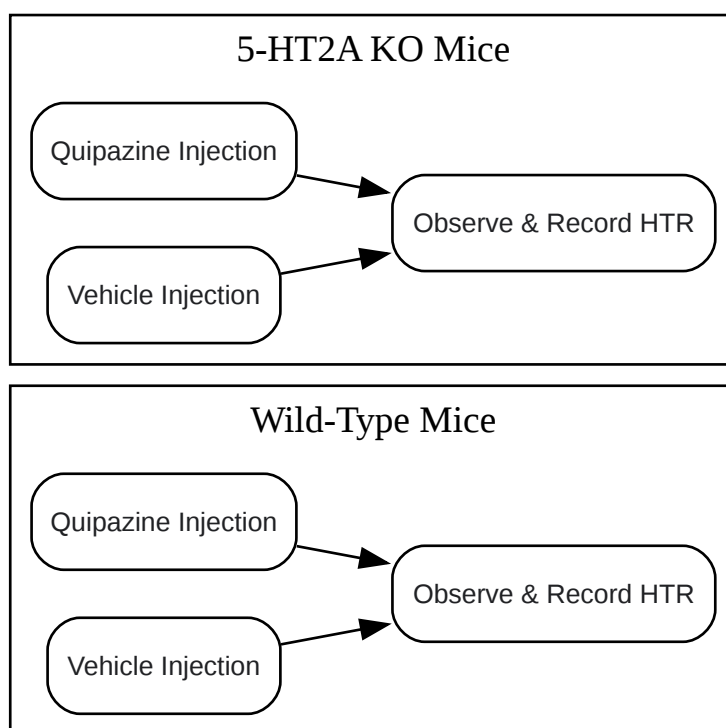 5-HT2A KO Mice
Quipazine Injection
Observe & Record HTR
Vehicle Injection
Wild-Type Mice
Quipazine Injection
Observe & Record HTR
Vehicle Injection